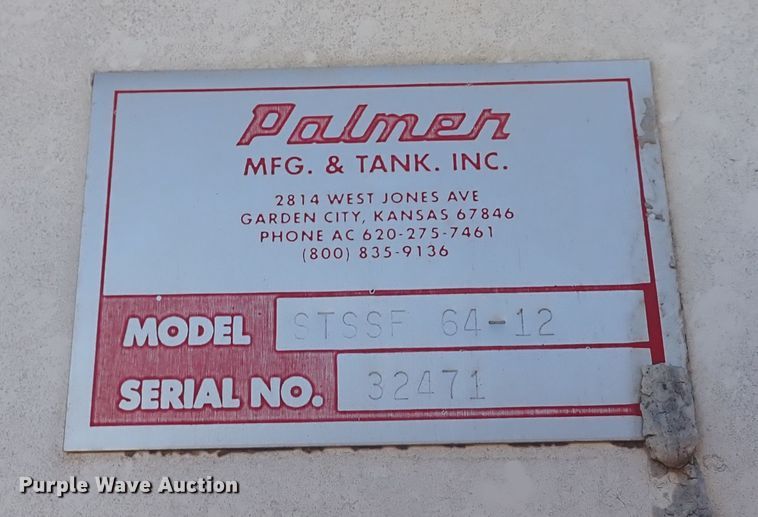 Palmer
MFG. & TANK. INC.
2814 WEST JONES AVE
GARDEN CITY, KANSAS 67846
PHONE AC 620-275-7461
(800) 835-9136
MODEL STSSF 64-12
SERIAL NO. 32471
Purple Wave Auction